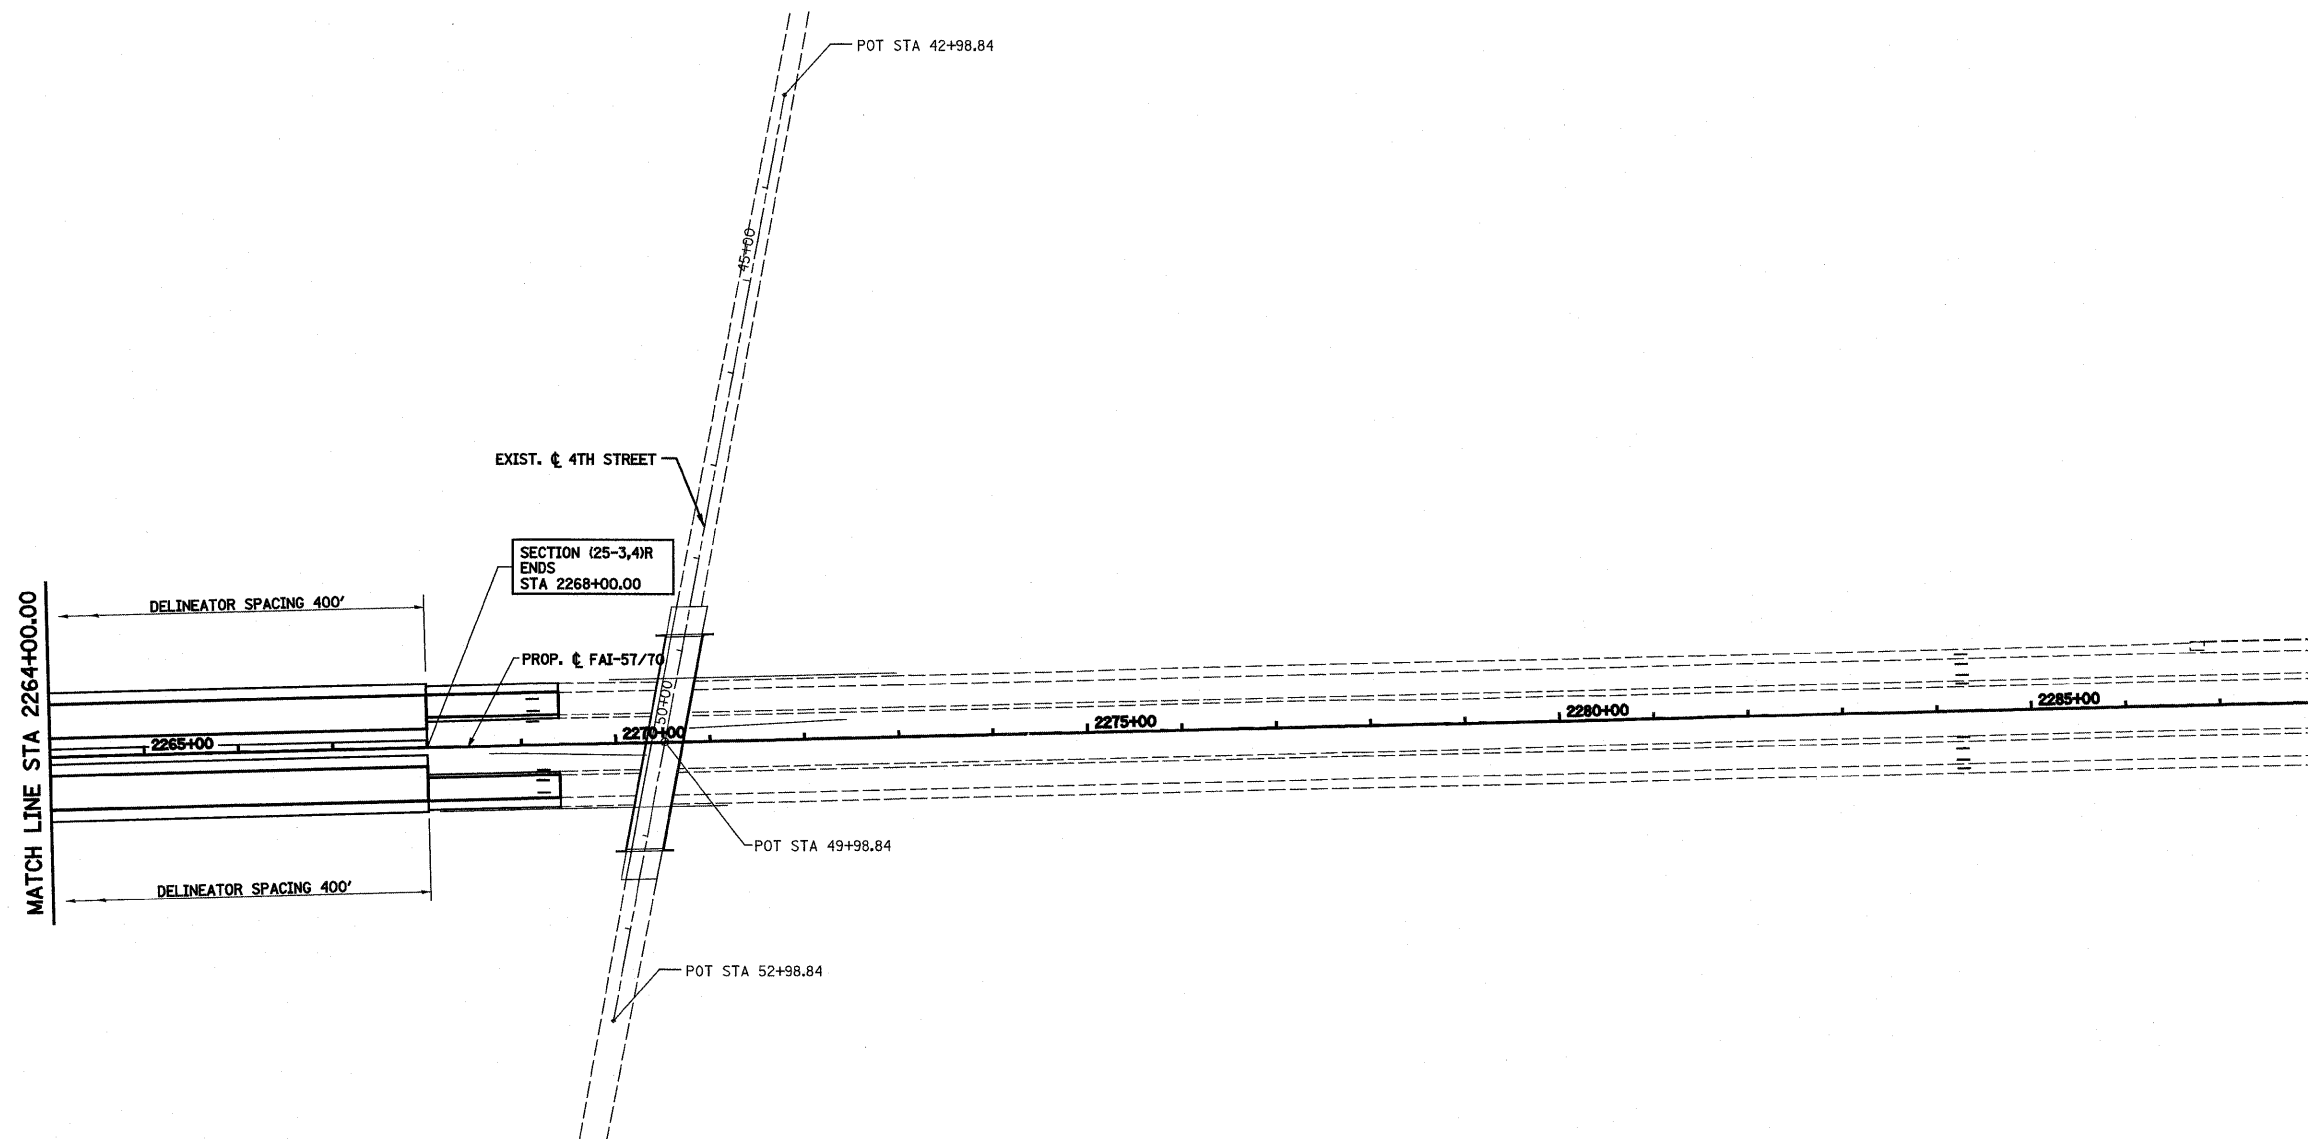 POT STA 42+98.84
45+00
EXIST. ℄ 4TH STREET
SECTION (25-3,4)R
ENDS
STA 2268+00.00
MATCH LINE STA 2264+00.00
DELINEATOR SPACING 400'
PROP. ℄ FAI-57/70
50+00
2265+00
2270+00
2275+00
2280+00
2285+00
POT STA 49+98.84
DELINEATOR SPACING 400'
POT STA 52+98.84